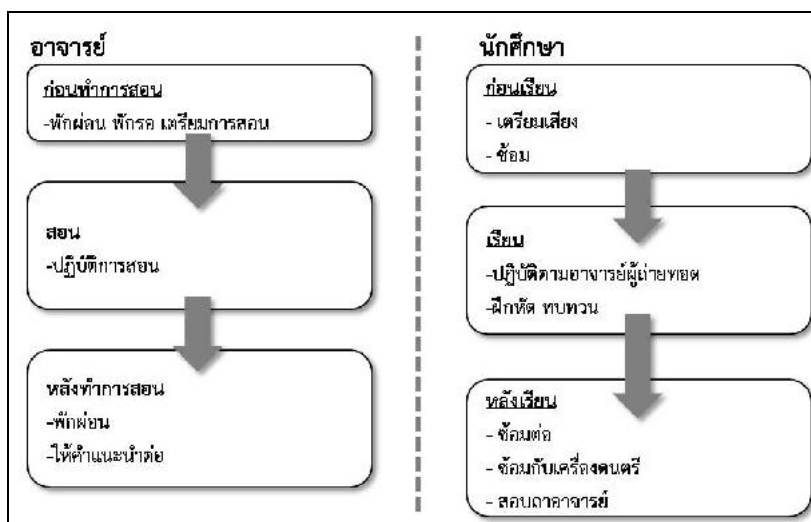 อาจารย์
ก่อนทำการสอน
-พักผ่อน พักรอ เตรียมการสอน
สอน
-ปฏิบัติการสอน
หลังทำการสอน
-พักผ่อน
-ให้คำแนะนำต่อ
นักศึกษา
ก่อนเรียน
- เตรียมเสียง
- ซ้อม
เรียน
-ปฏิบัติตามอาจารย์ผู้ถ่ายทอด
-ฝึกหัด ทบทวน
หลังเรียน
- ซ้อมต่อ
- ซ้อมกับเครื่องดนตรี
- สอบถาอาจารย์